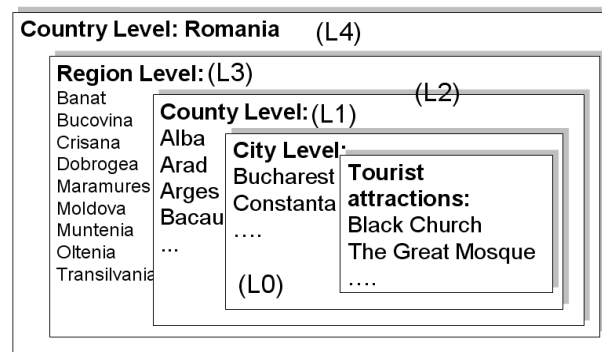 Country Level: Romania (L4)
Region Level: (L3)
Banat
Bucovina
Crisana
Dobrogea
Maramures
Moldova
Muntenia
Oltenia
Transilvania
(L2)
County Level: (L1)
Alba
Arad
Arges
Bacau
...
City Level:
Bucharest
Constanta
....
(L0)
Tourist
attractions:
Black Church
The Great Mosque
....